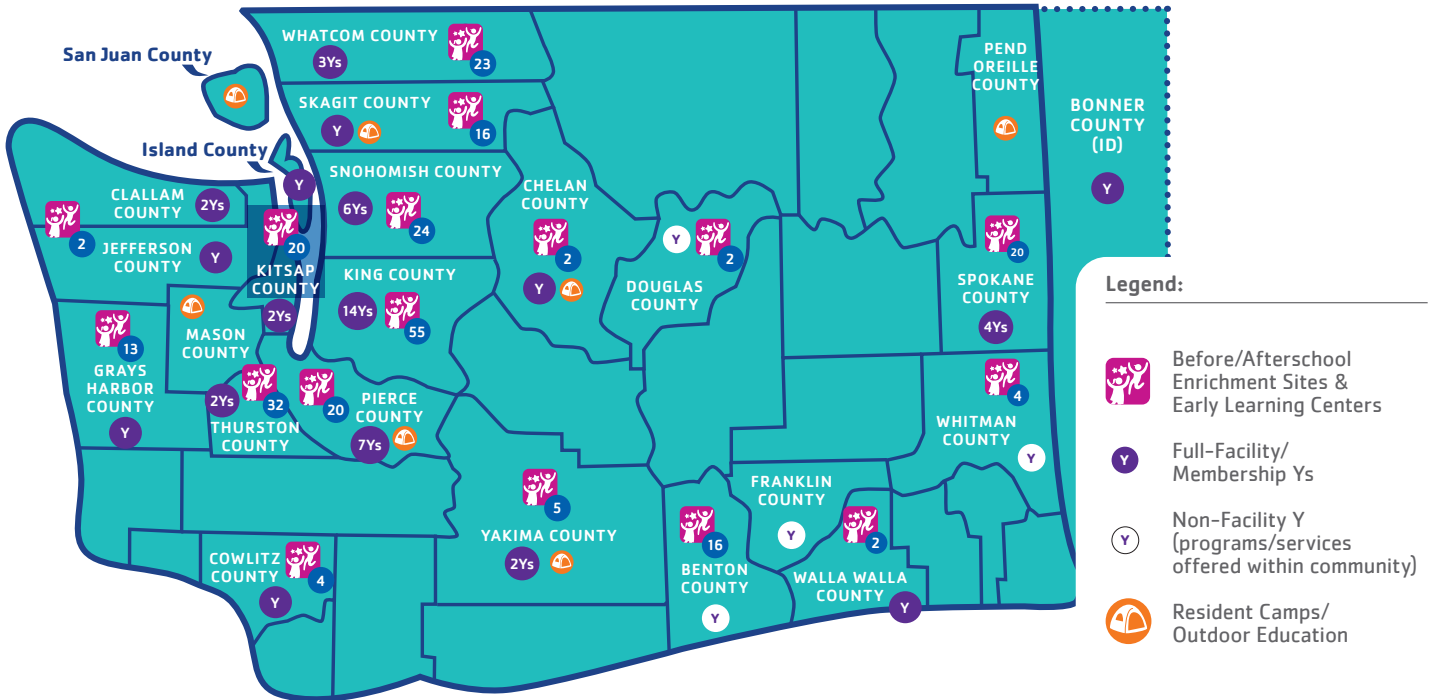 WHATCOM COUNTY
3Ys
23
San Juan County
SKAGIT COUNTY
Y
16
PEND
OREILLE
COUNTY
BONNER
COUNTY
(ID)
Y
Island County
Y
SNOHOMISH COUNTY
6Ys
24
CLALLAM
COUNTY
2Ys
2
JEFFERSON
COUNTY
Y
20
KITSAP
COUNTY
2Ys
KING COUNTY
14Ys
55
CHELAN
COUNTY
2
Y
Y
2
DOUGLAS
COUNTY
20
SPOKANE
COUNTY
4Ys
MASON
COUNTY
13
GRAYS
HARBOR
COUNTY
Y
2Ys
32
THURSTON
COUNTY
20
PIERCE
COUNTY
7Ys
4
WHITMAN
COUNTY
Y
5
YAKIMA COUNTY
2Ys
16
BENTON
COUNTY
Y
FRANKLIN
COUNTY
Y
2
WALLA WALLA
COUNTY
Y
COWLITZ
COUNTY
4
Y
Legend:
Before/Afterschool
Enrichment Sites &
Early Learning Centers
Y
Full-Facility/
Membership Ys
Y
Non-Facility Y
(programs/services
offered within community)
Resident Camps/
Outdoor Education